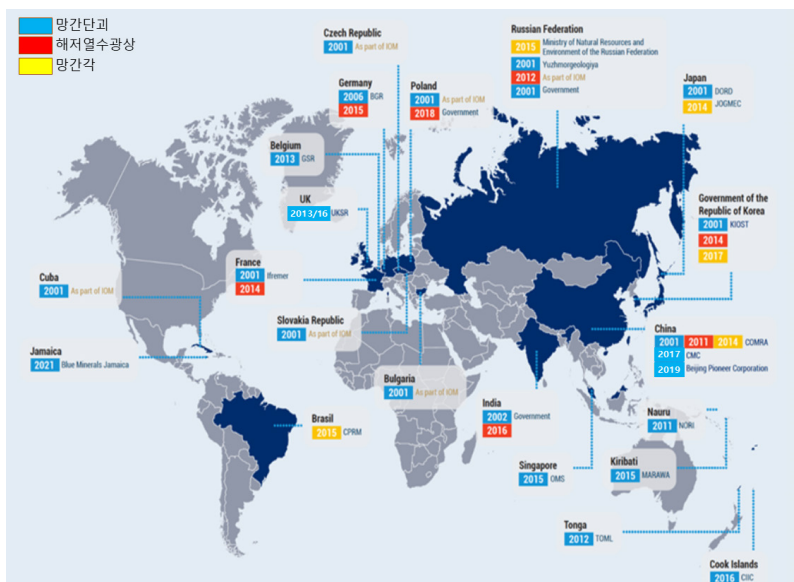 망간단괴
해저열수광상
망간각
Czech Republic
2001 As part of IOM
Russian Federation
2015 Ministry of Natural Resources and
Environment of the Russian Federation
2001 Yuzhmorgeologiya
2012 As part of IOM
2001 Government
Germany
2006 BGR
2015
Poland
2001 As part of IOM
2018 Government
Japan
2001 DORD
2014 JOGMEC
Belgium
2013 GSR
UK
2013/16 UKSR
Government of the
Republic of Korea
2001 KIOST
2014
2017
France
2001 Ifremer
2014
Cuba
2001 As part of IOM
Slovakia Republic
2001 As part of IOM
China
2001 2011 2014 COMRA
2017 CMC
2019 Beijing Pioneer Corporation
Jamaica
2021 Blue Minerals Jamaica
Bulgaria
2001 As part of IOM
India
2002 Government
2016
Brasil
2015 CPRM
Nauru
2011 NORI
Kiribati
2015 MARAWA
Singapore
2015 OMS
Tonga
2012 TOML
Cook Islands
2016 CIIC